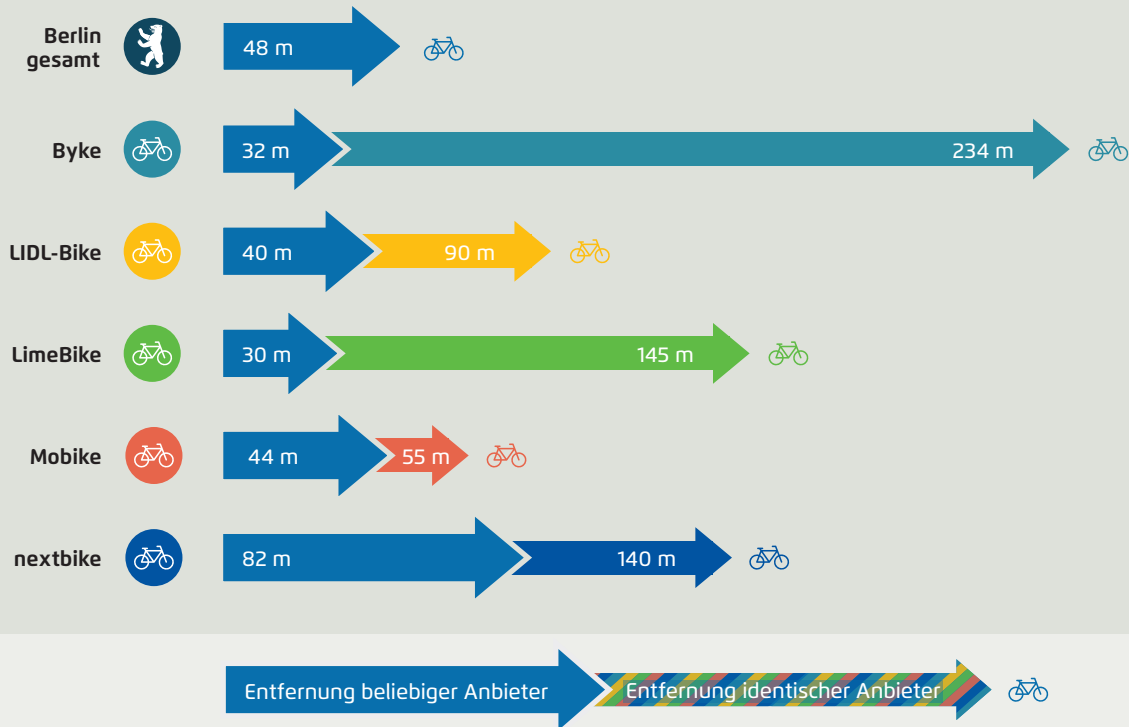 Berlin
gesamt
48 m
Byke
32 m
234 m
LIDL-Bike
40 m
90 m
LimeBike
30 m
145 m
Mobike
44 m
55 m
nextbike
82 m
140 m
Entfernung beliebiger Anbieter
Entfernung identischer Anbieter